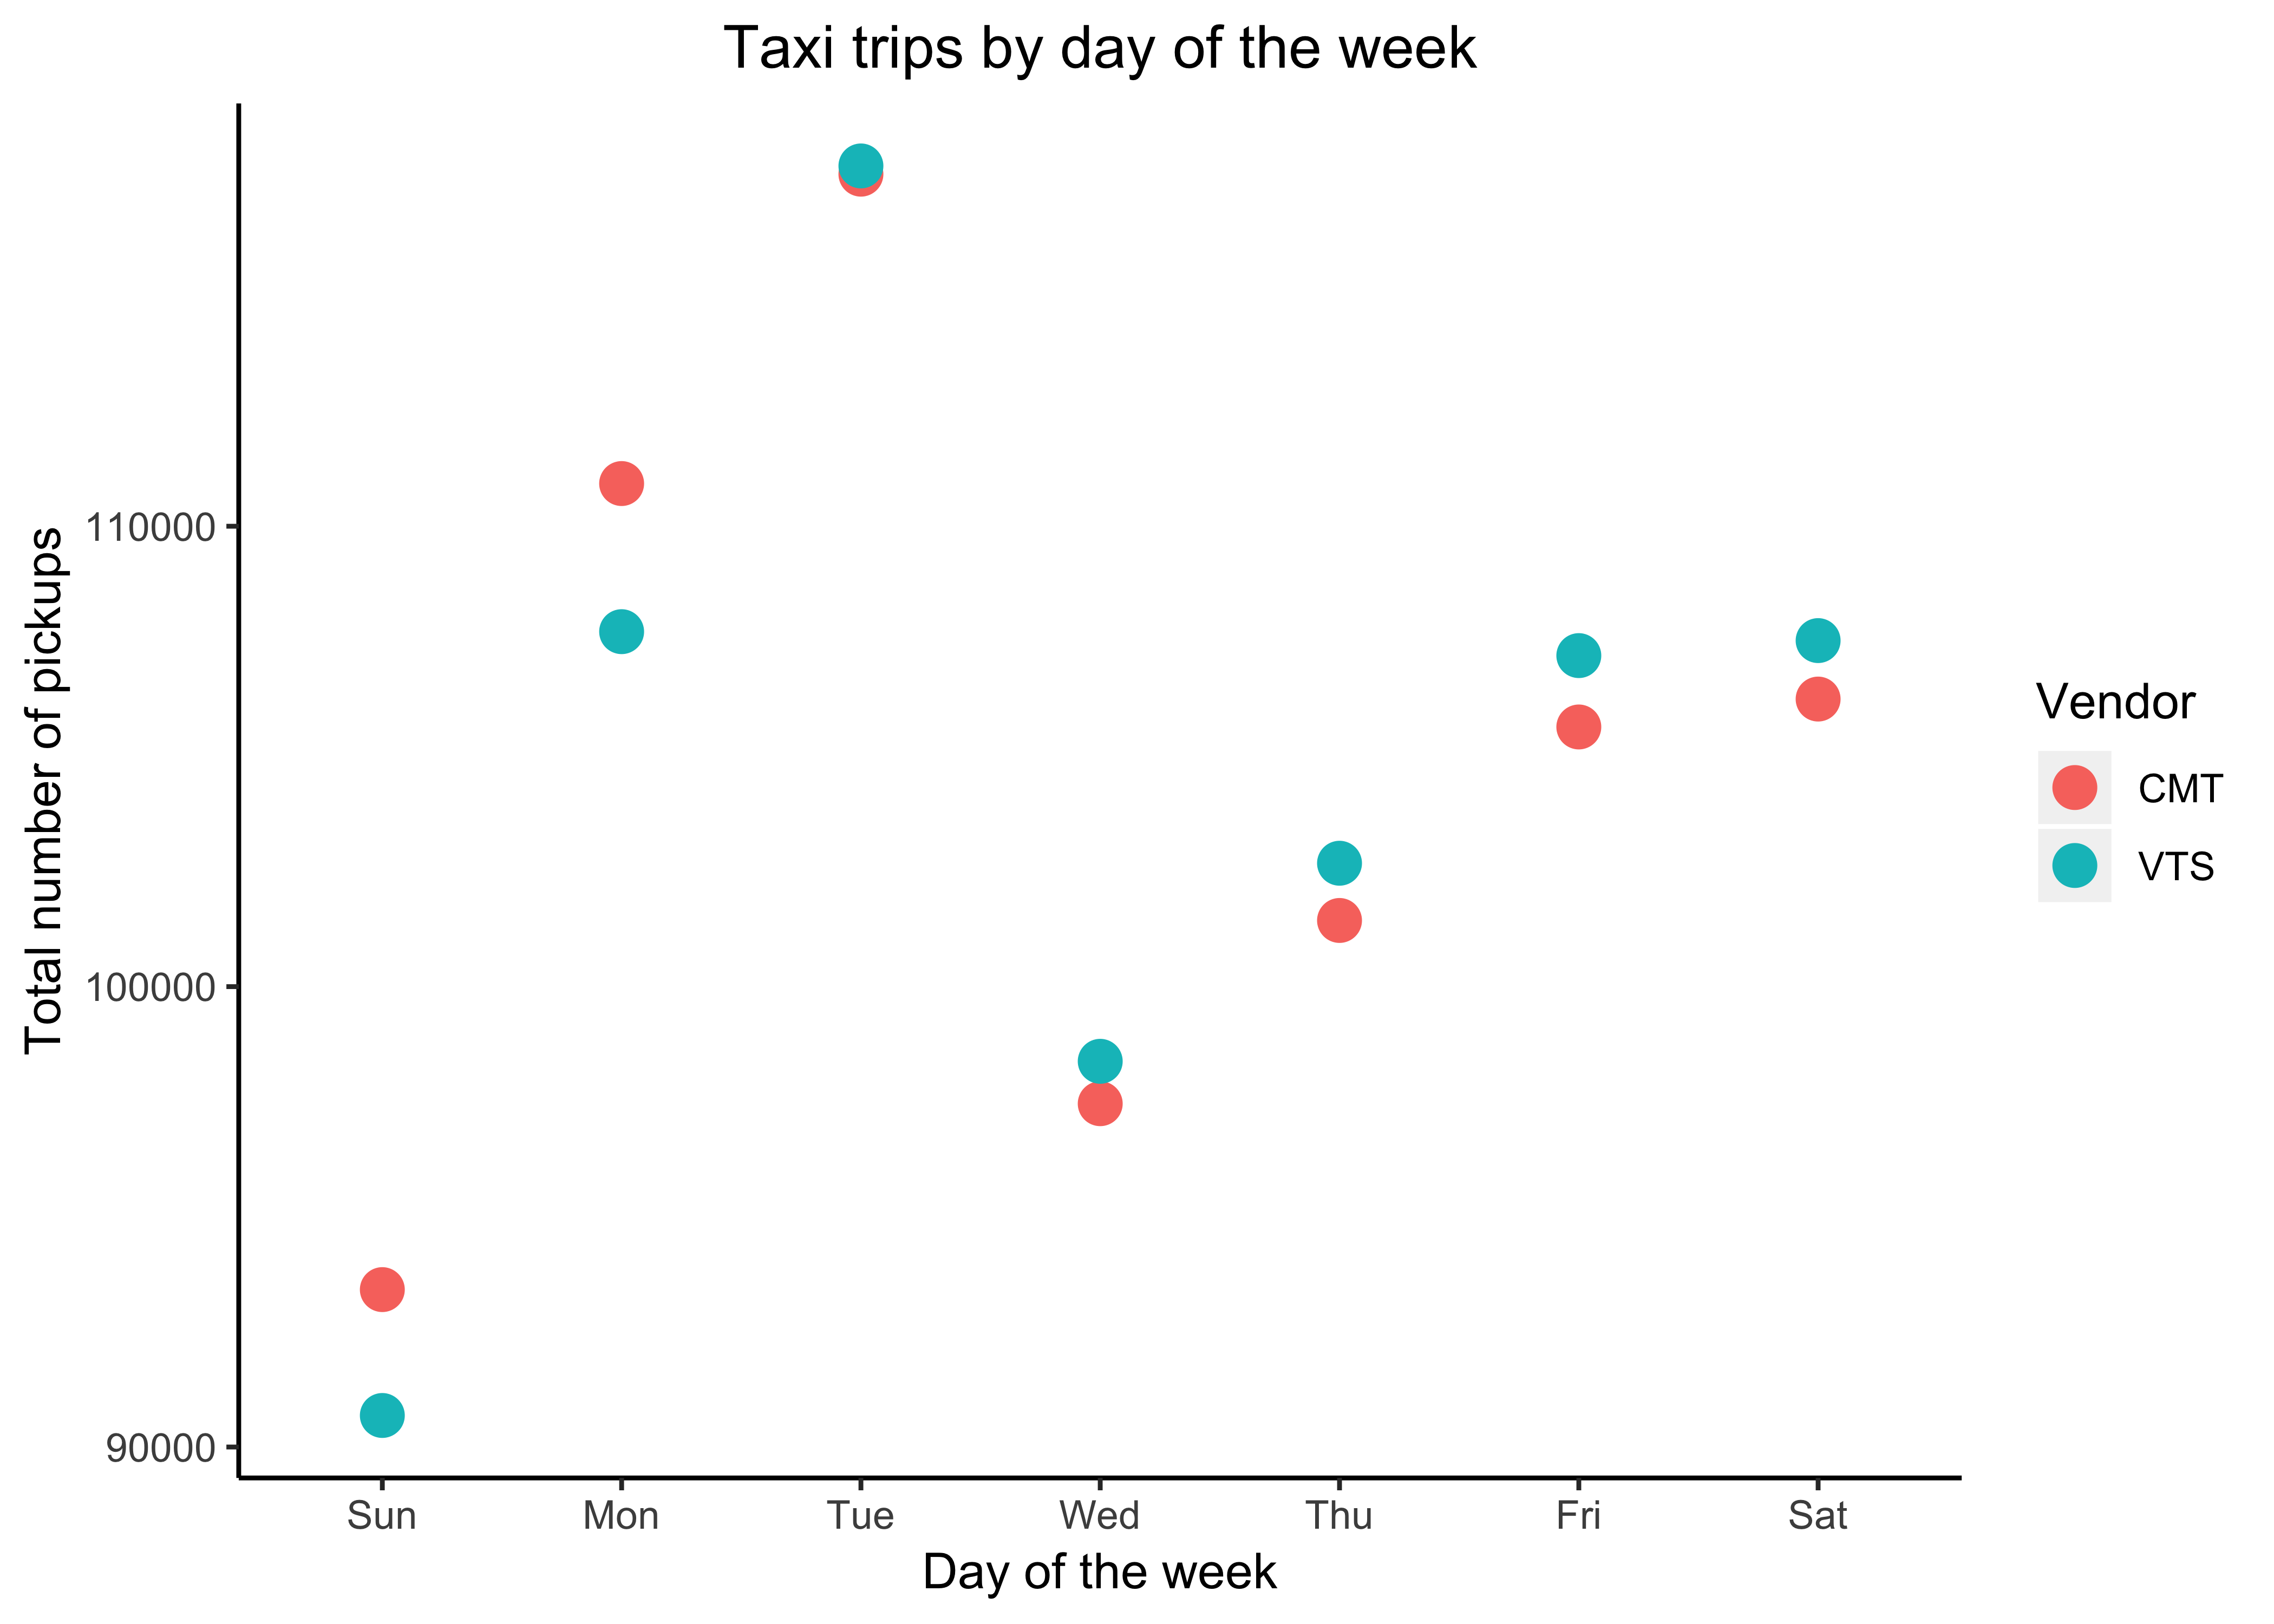 Taxi trips by day of the week
Total number of pickups
110000
100000
90000
Sun Mon Tue Wed Thu Fri Sat
Day of the week
Vendor
CMT
VTS